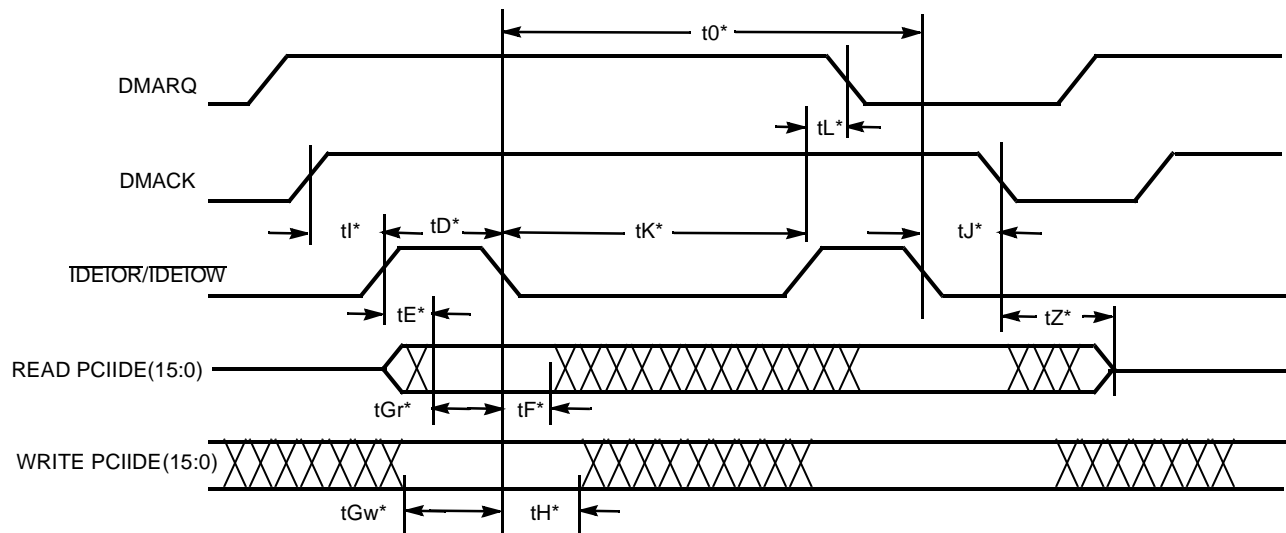 t0*
DMARQ
tL*
DMACK
tI* tD* tK* tJ*
IDEIOR/IDEIOW
tE* tZ*
READ PCIIDE(15:0)
tGr* tF*
WRITE PCIIDE(15:0)
tGw* tH*